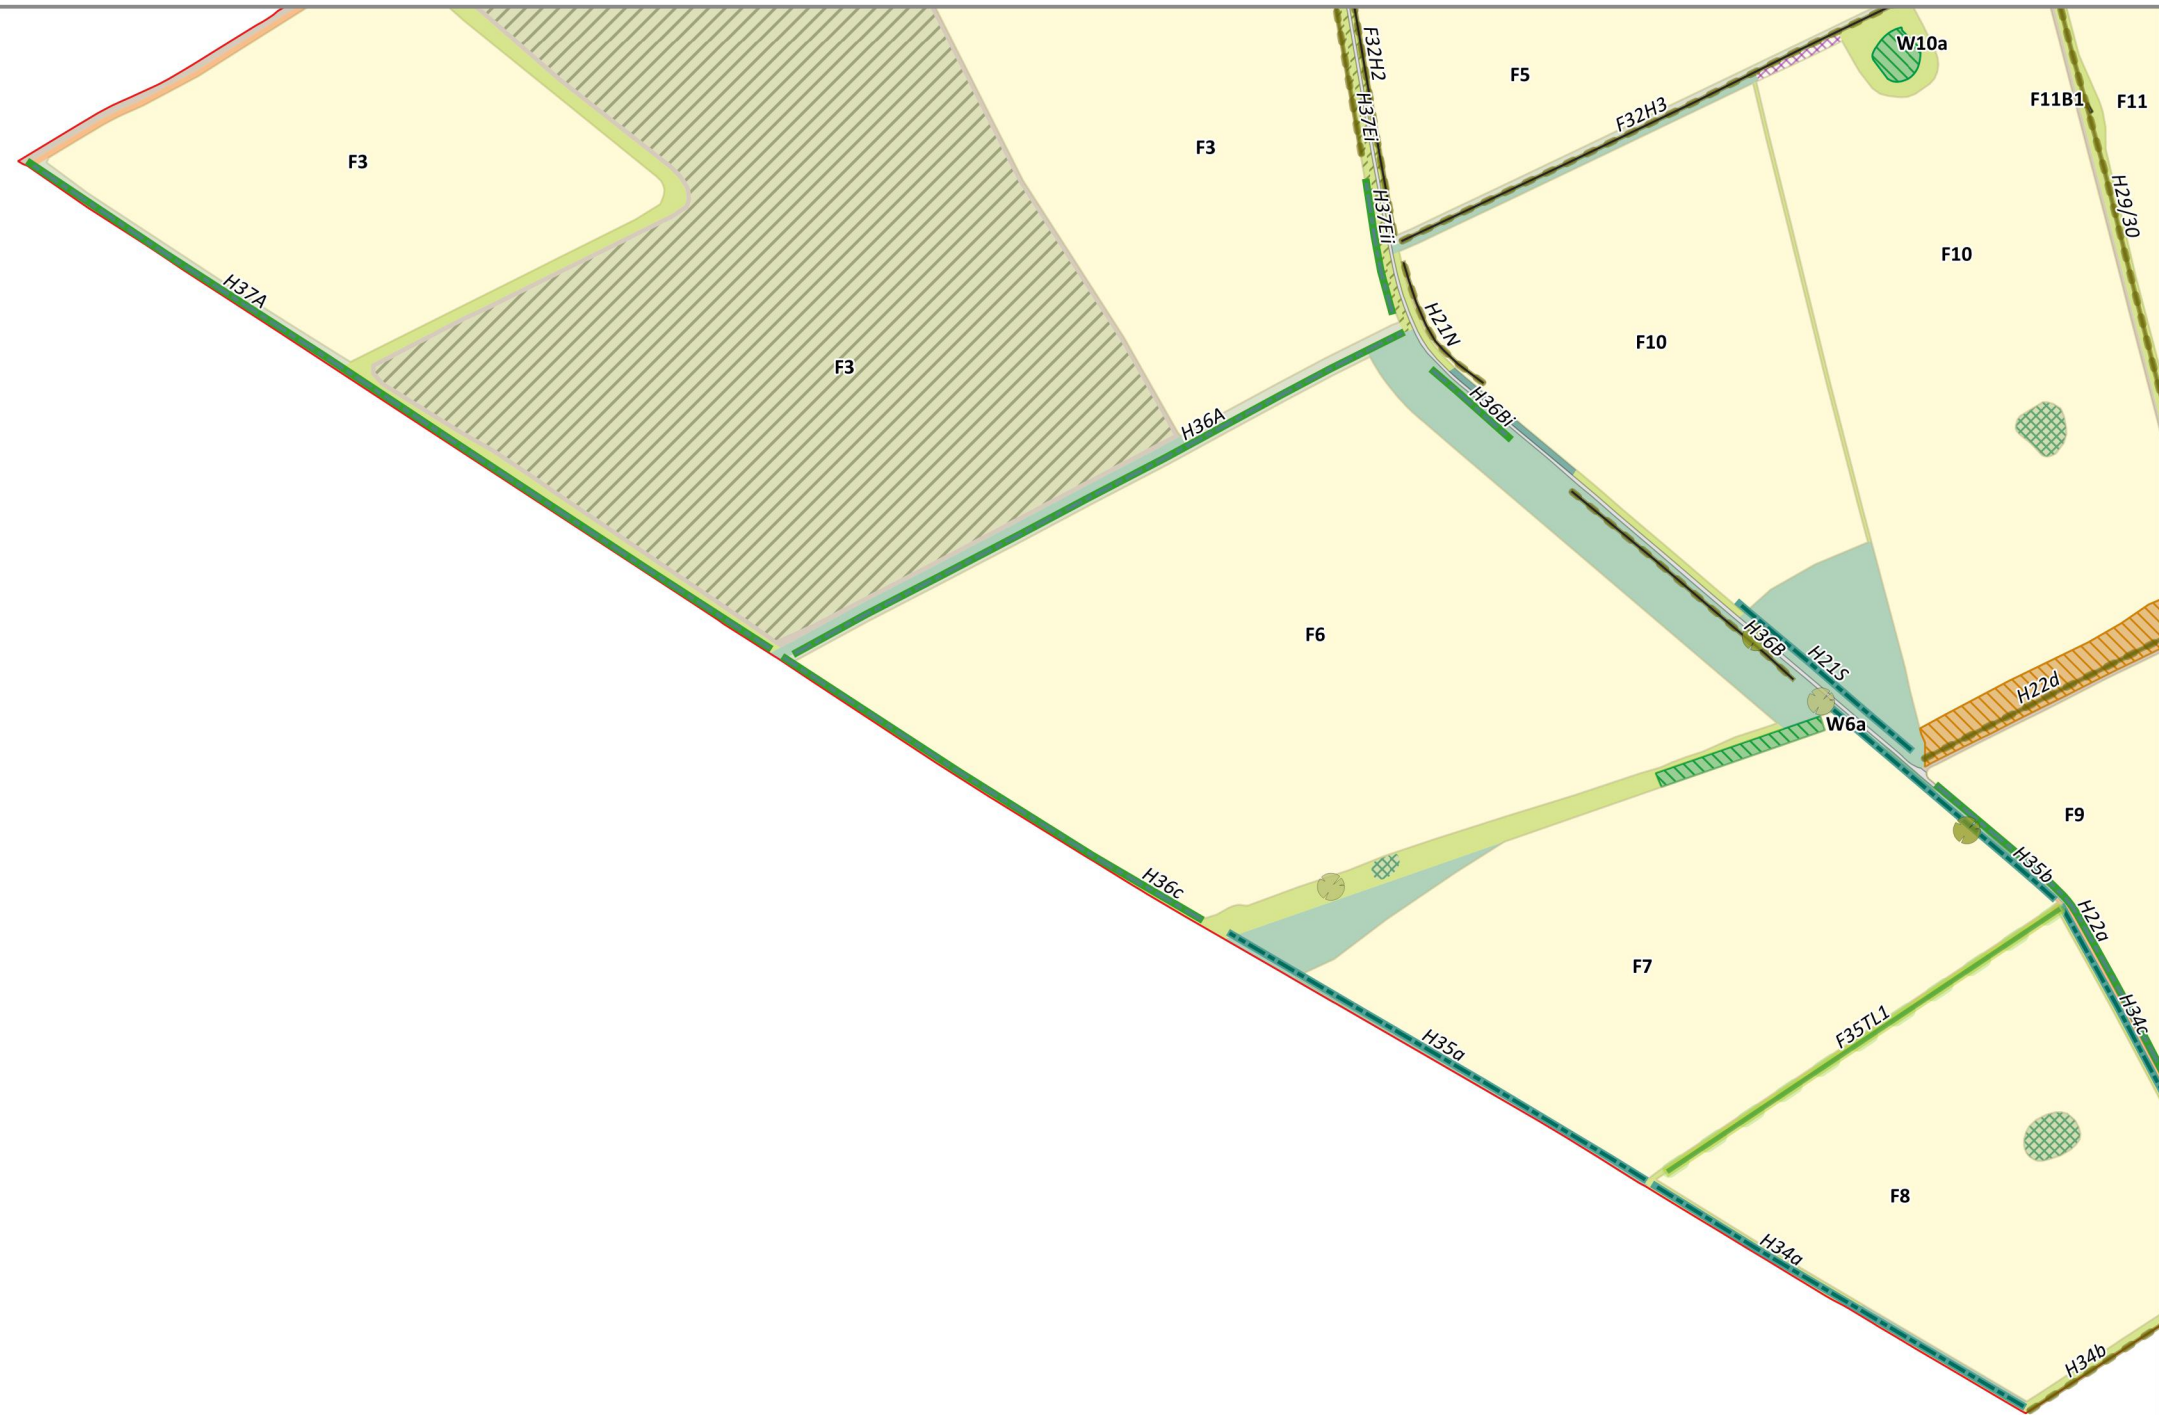 F32H2
F5
W10a
F11B1
F11
F32H3
H37Ei
F3
F3
H37Eii
H29/30
F10
H37A
H21N
F10
F3
H36A
H36Bi
F6
H36B
H21S
H22d
W6a
F9
H35b
H36c
H22a
F7
H34c
F35TL1
H35a
F8
H34a
H34b